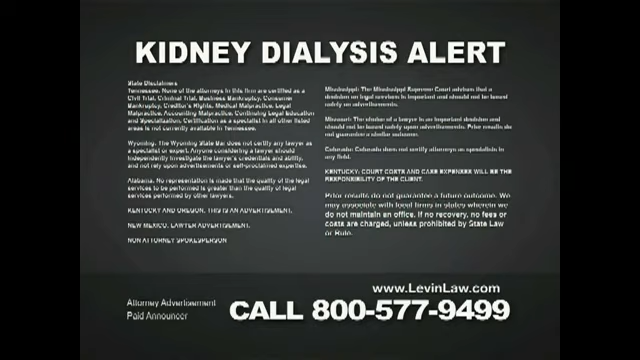 KIDNEY DIALYSIS ALERT
State Disclaimers
Tennessee. None of the attorneys in this firm are certified as a
Civil Trial, Criminal Trial, Business Bankruptcy, Consumer
Bankruptcy, Creditor's Rights, Medical Malpractice, Legal
Malpractice, Accounting Malpractice, Continuing Legal Education
and Specialization. Certification as a specialist in all other listed
areas is not currently available in Tennessee.
Wyoming. The Wyoming State Bar does not certify any lawyer
as a specialist or expert. Anyone considering a lawyer should
independently investigate the lawyer's credentials and ability,
and not rely upon advertisements or self-proclaimed expertise.
Alabama. No representation is made that the quality of the legal
services to be performed is greater than the quality of legal
services performed by other lawyers.
KENTUCKY AND OREGON. THIS IS AN ADVERTISEMENT.
NEW MEXICO. LAWYER ADVERTISEMENT.
NON ATTORNEY SPOKESPERSON
Mississippi: The Mississippi Supreme Court advises that a
decision on legal services is important and should not be based
solely on advertisements.
Missouri: The choice of a lawyer is an important decision and
should not be based solely upon advertisements. Prior results do
not guarantee a similar outcome.
Colorado: Colorado does not certify attorneys as specialists in
any field.
KENTUCKY: COURT COSTS AND CASE EXPENSES WILL BE THE
RESPONSIBILITY OF THE CLIENT.
Prior results do not guarantee a future outcome. We
may associate with local firms in states wherein we
do not maintain an office. If no recovery, no fees or
costs are charged, unless prohibited by State Law
or Rule.
www.LevinLaw.com
Attorney Advertisement
Paid Announcer
CALL 800-577-9499